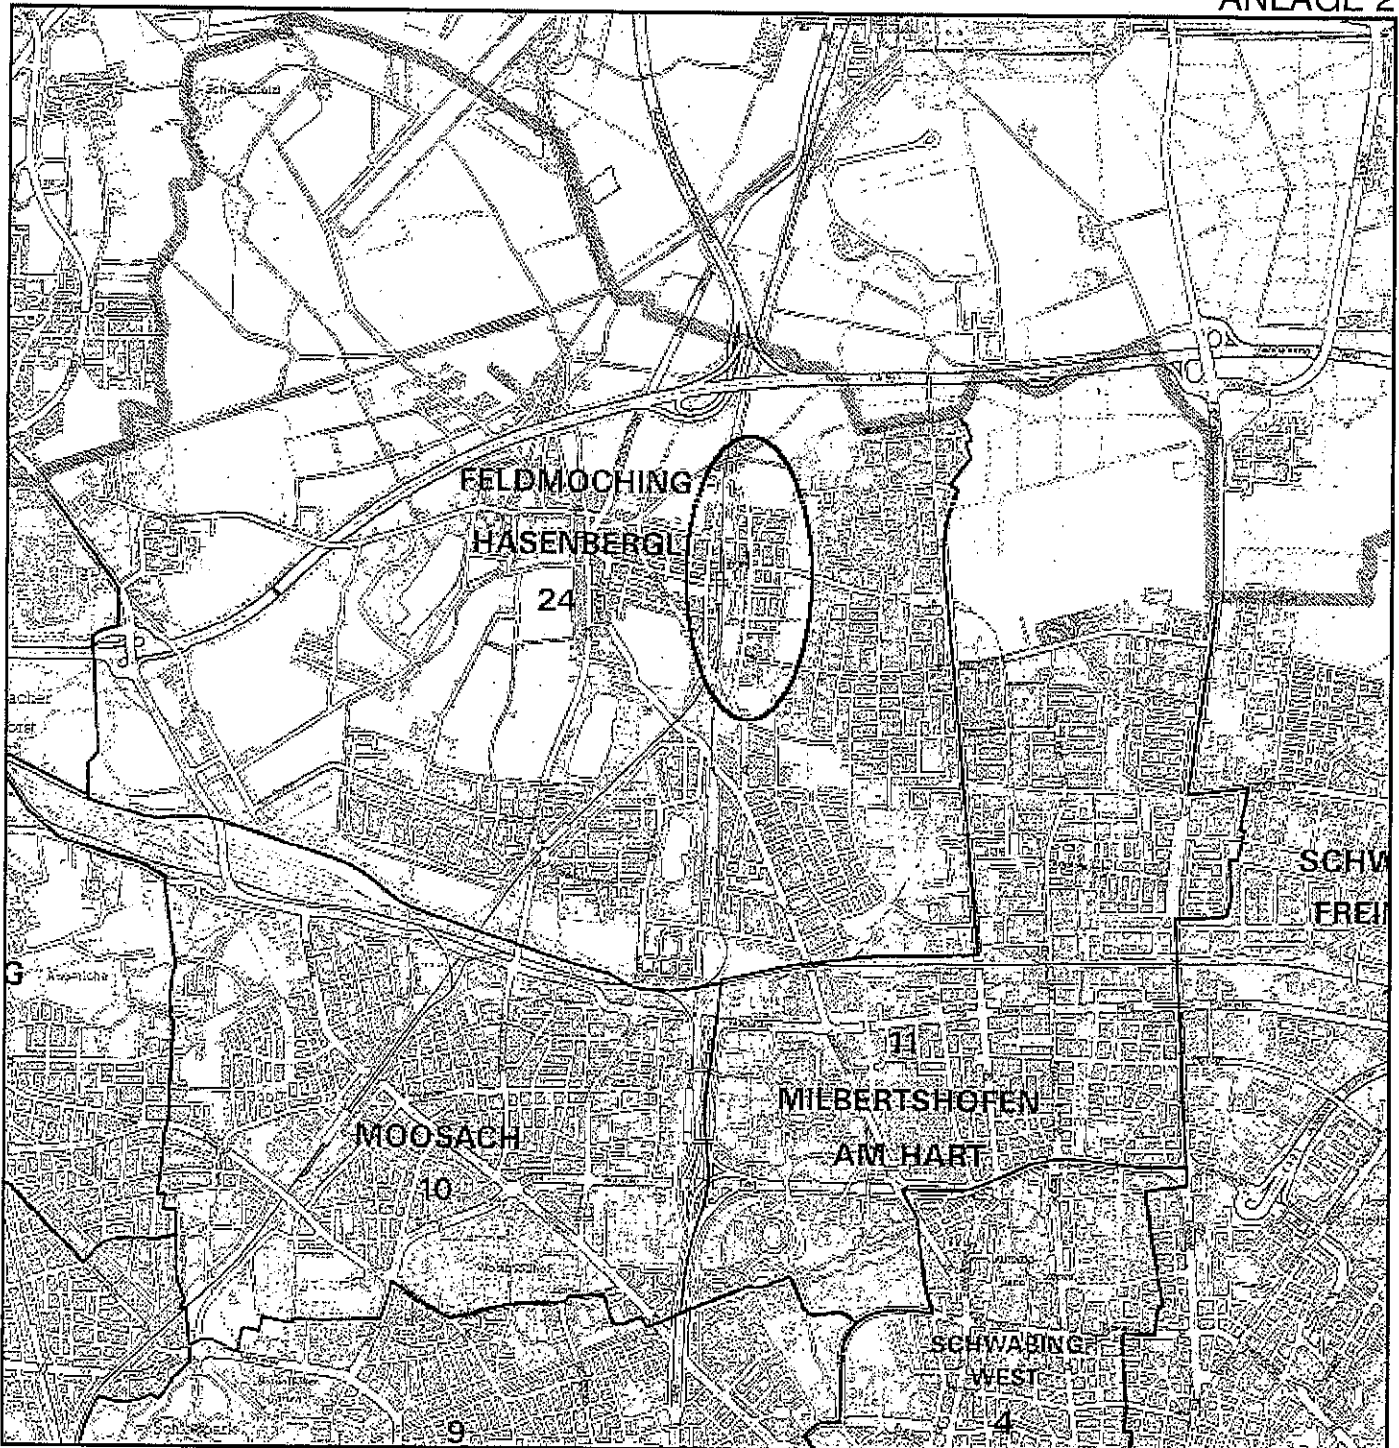 ANLAGE 2
FELDMOCHING -
HASENBERGL
24
SCHW
FREI
G
11
MILBERTSHOFEN
AM HART
MOOSACH
10
SCHWABING-
WEST
4
9